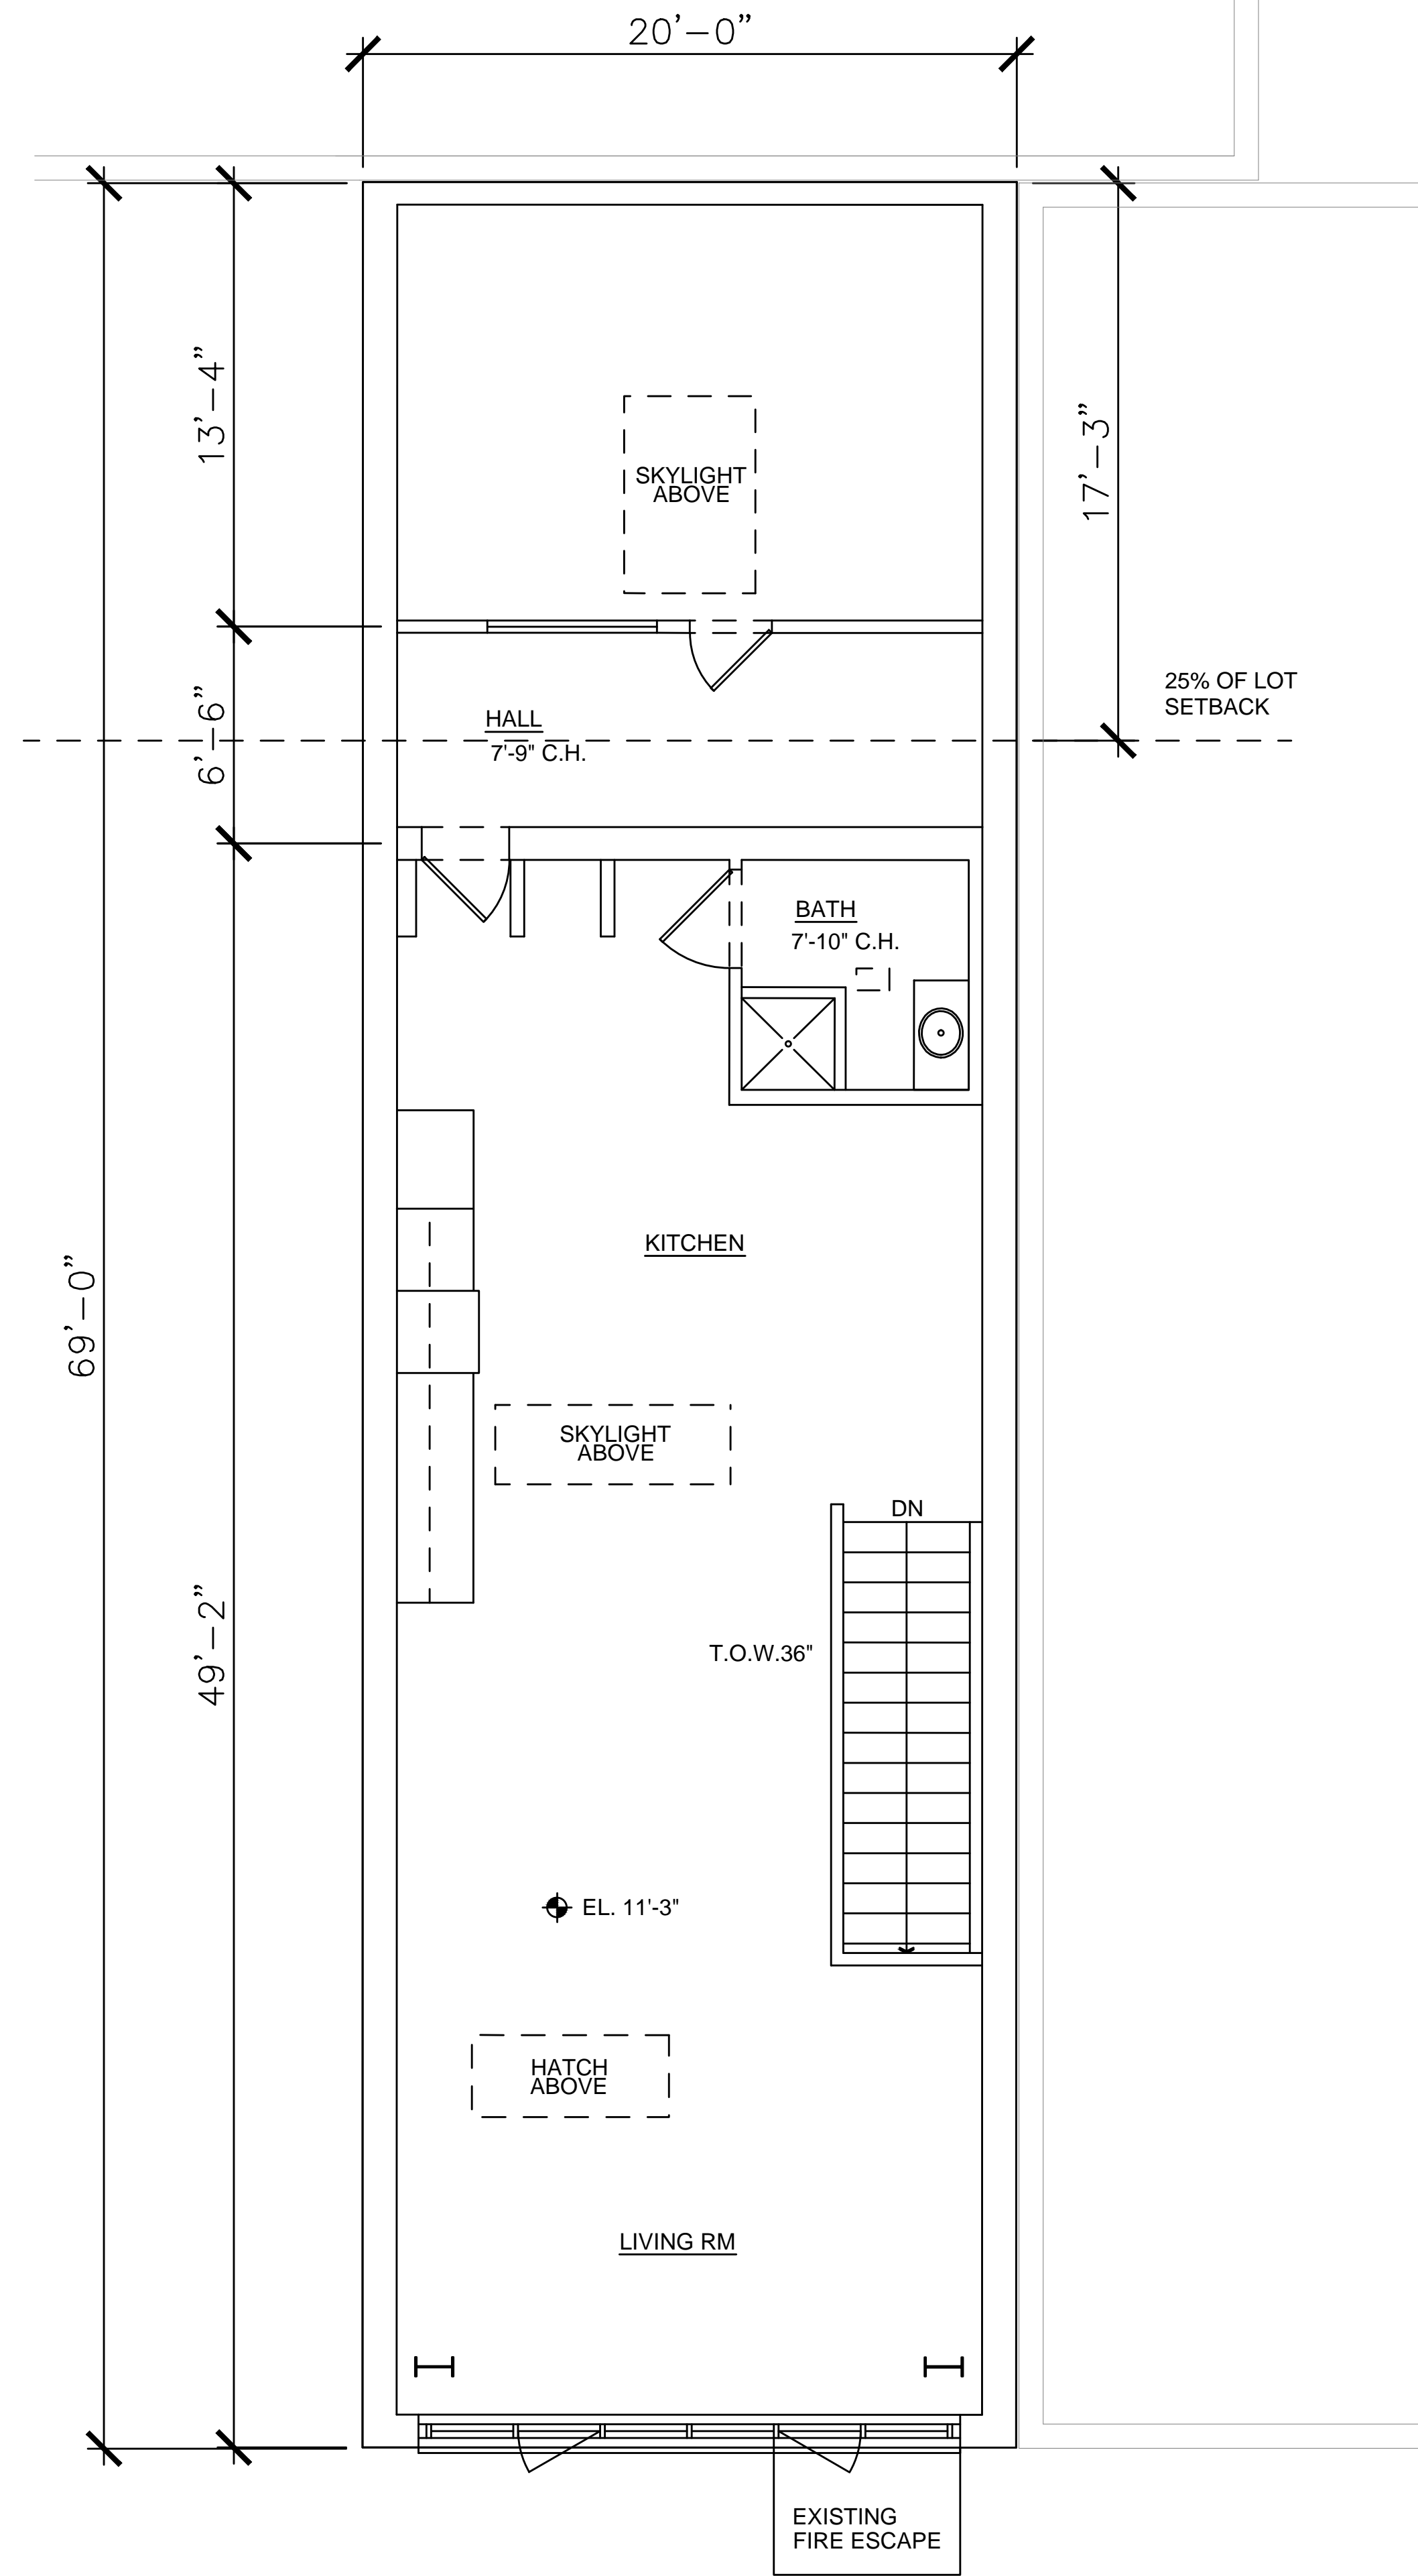 20'-0"
13'-4"
17'-3"
SKYLIGHT
ABOVE
6'-6"
25% OF LOT
SETBACK
HALL
7'-9" C.H.
BATH
7'-10" C.H.
69'-0"
KITCHEN
SKYLIGHT
ABOVE
DN
49'-2"
T.O.W.36"
EL. 11'-3"
HATCH
ABOVE
LIVING RM
EXISTING
FIRE ESCAPE